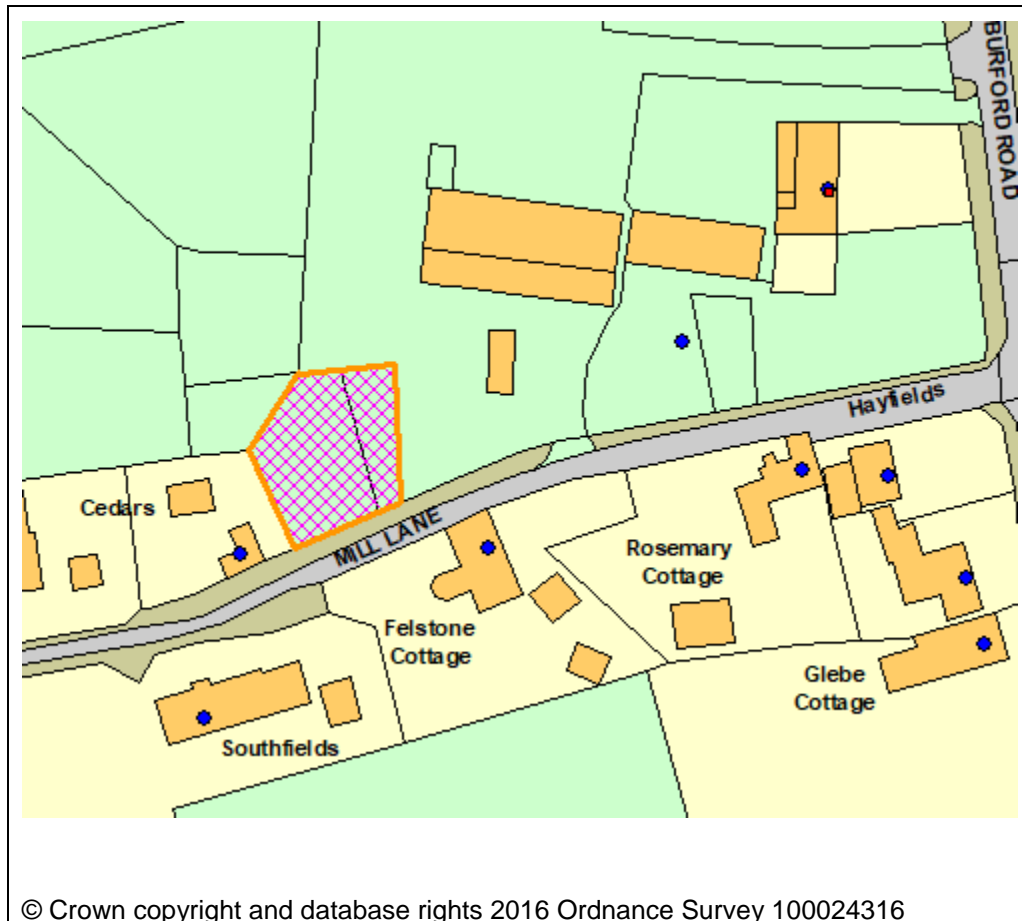 BURFORD ROAD
Hayfields
Cedars
MILL LANE
Rosemary
Cottage
Felstone
Cottage
Glebe
Cottage
Southfields
© Crown copyright and database rights 2016 Ordnance Survey 100024316